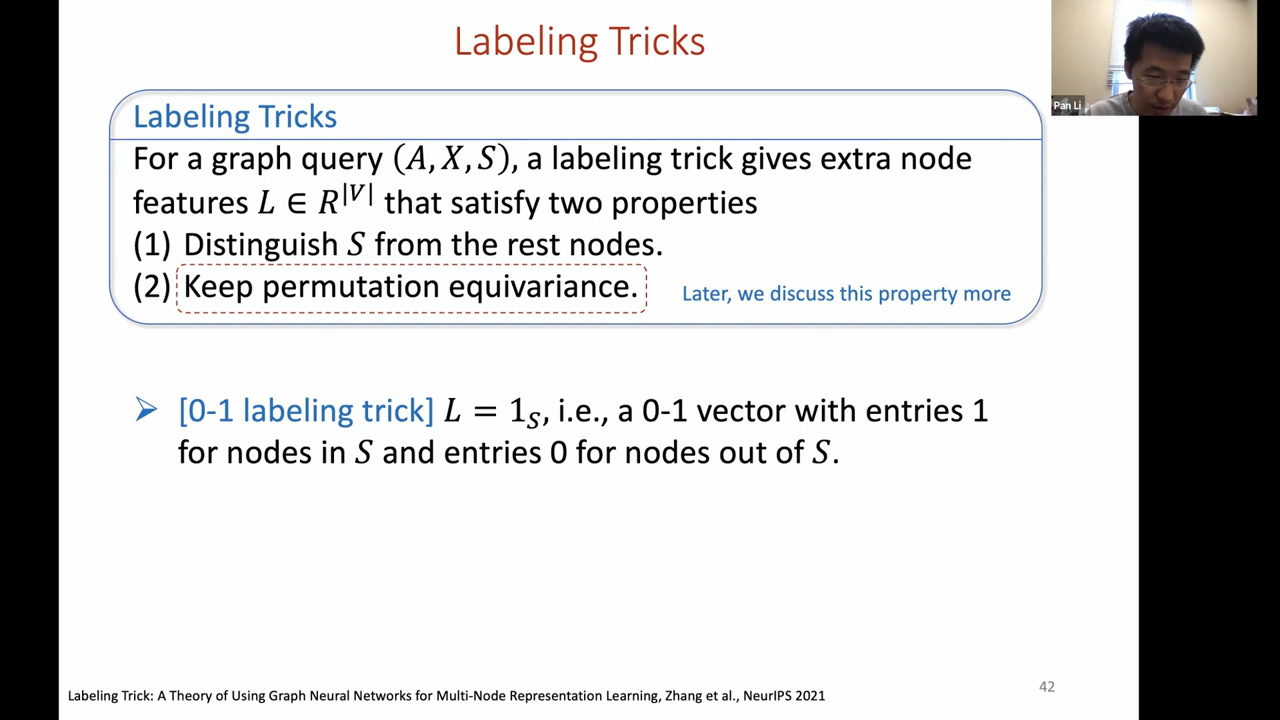 Labeling Tricks
Pan Li
Labeling Tricks
For a graph query (A, X, S), a labeling trick gives extra node
features L ∈ R^|V| that satisfy two properties
(1) Distinguish S from the rest nodes.
(2) Keep permutation equivariance.
Later, we discuss this property more
➢ [0-1 labeling trick] L = 1_S, i.e., a 0-1 vector with entries 1
for nodes in S and entries 0 for nodes out of S.
42
Labeling Trick: A Theory of Using Graph Neural Networks for Multi-Node Representation Learning, Zhang et al., NeurIPS 2021